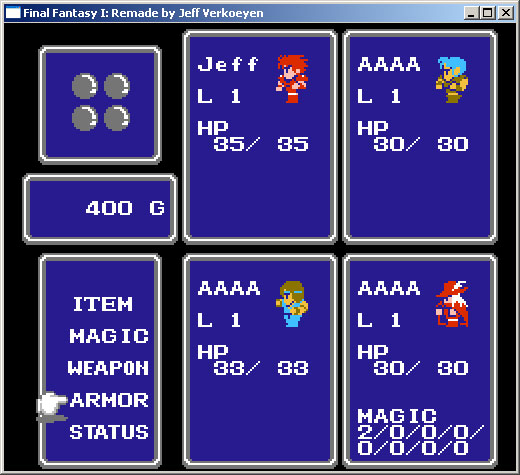 Final Fantasy I: Remade by Jeff Verkoeyen
Jeff
L 1
HP
35/ 35
AAAA
L 1
HP
30/ 30
400 G
ITEM
MAGIC
WEAPON
ARMOR
STATUS
AAAA
L 1
HP
33/ 33
AAAA
L 1
HP
30/ 30
MAGIC
2/0/0/0/
0/0/0/0